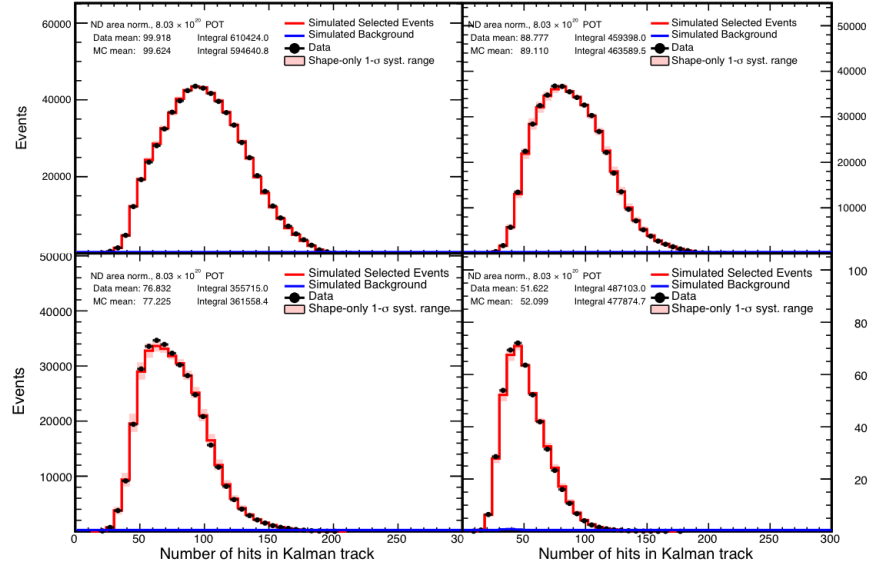 ND area norm., 8.03 × 10²⁰ POT
Data mean: 99.918 Integral 610424.0
MC mean: 99.624 Integral 594640.8
Simulated Selected Events
Simulated Background
Data
Shape-only 1-σ syst. range
60000
40000
20000
Events
ND area norm., 8.03 × 10²⁰ POT
Data mean: 88.777 Integral 459398.0
MC mean: 89.110 Integral 463589.5
Simulated Selected Events
Simulated Background
Data
Shape-only 1-σ syst. range
50000
40000
30000
20000
10000
ND area norm., 8.03 × 10²⁰ POT
Data mean: 76.832 Integral 355715.0
MC mean: 77.225 Integral 361558.4
Simulated Selected Events
Simulated Background
Data
Shape-only 1-σ syst. range
50000
40000
30000
20000
10000
Events
0 50 100 150 200 250 30
Number of hits in Kalman track
ND area norm., 8.03 × 10²⁰ POT
Data mean: 51.622 Integral 487103.0
MC mean: 52.099 Integral 477874.7
Simulated Selected Events
Simulated Background
Data
Shape-only 1-σ syst. range
100
80
60
40
20
0 50 100 150 200 250 300
Number of hits in Kalman track